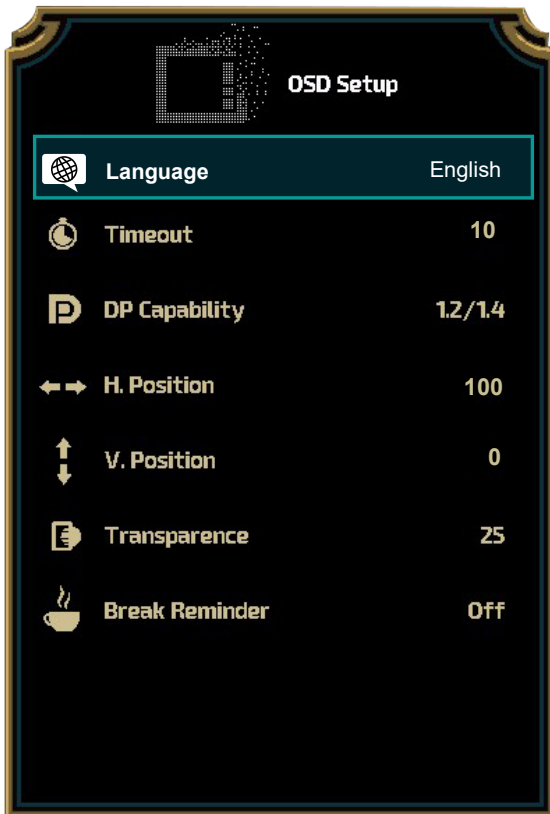 OSD Setup
Language English
Timeout 10
DP Capability 1.2/1.4
H. Position 100
V. Position 0
Transparence 25
Break Reminder Off